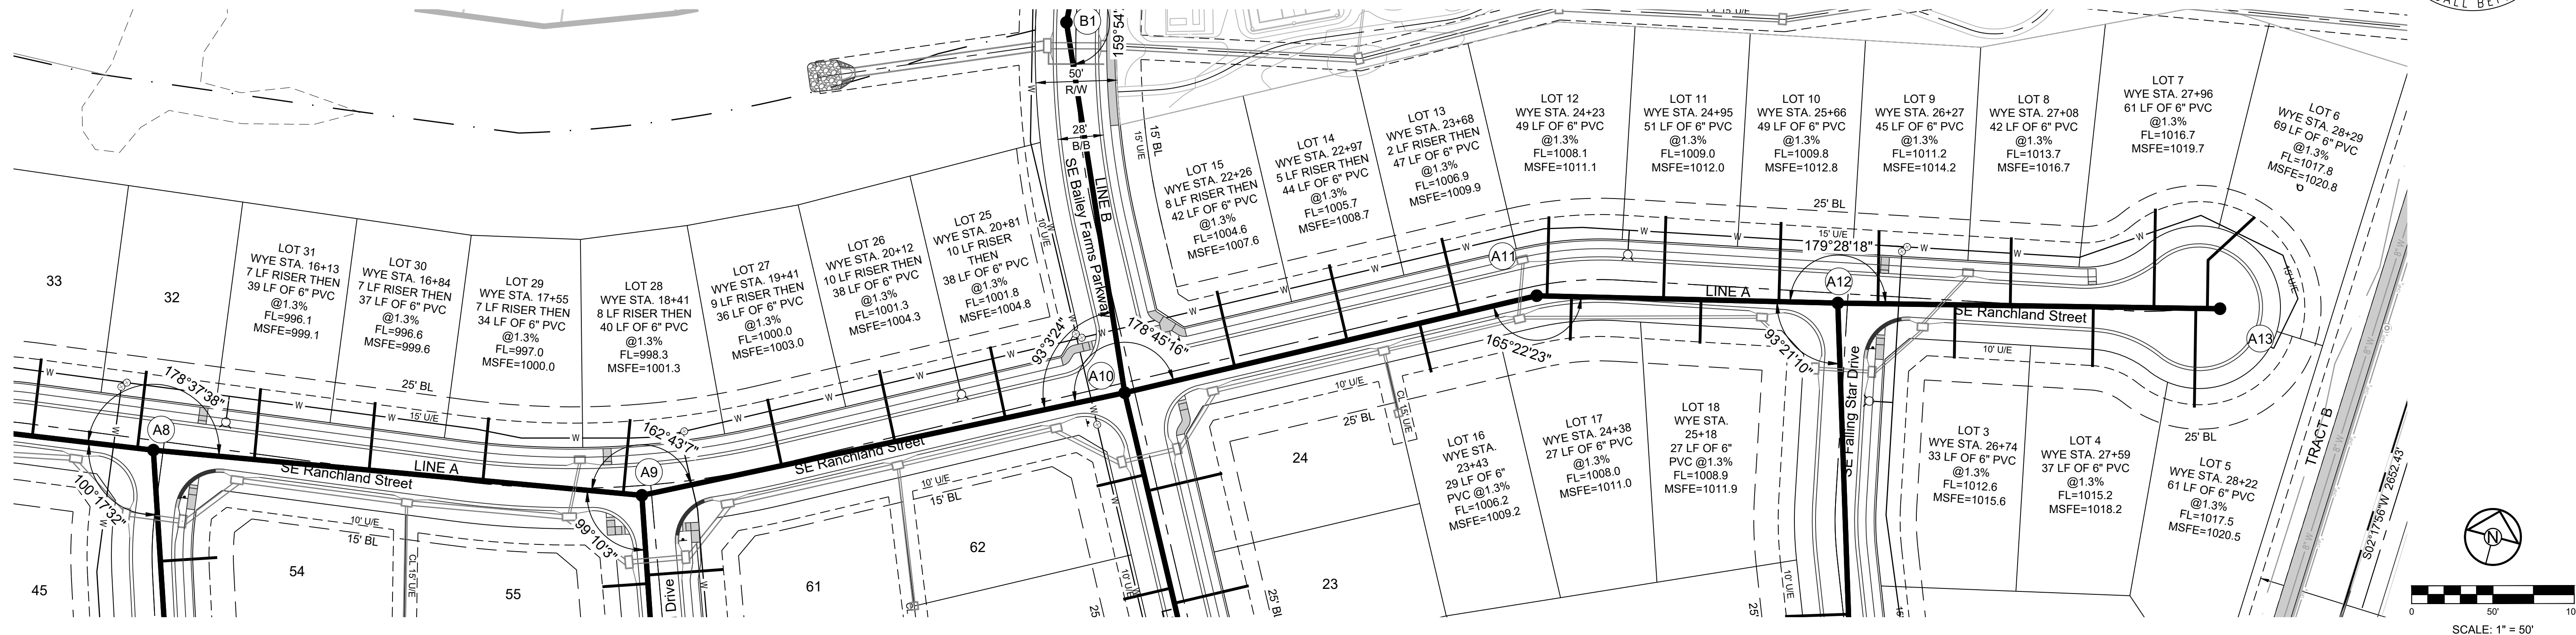 CALL BEF
CL 15' U/E
B1
159°54'
50'
R/W
28'
B/B
SE Bailey Farms Parkway
LINE B
15' BL
15' U/E
10' U/E
33
32
LOT 31
WYE STA. 16+13
7 LF RISER THEN
39 LF OF 6" PVC
@1.3%
FL=996.1
MSFE=999.1
LOT 30
WYE STA. 16+84
7 LF RISER THEN
37 LF OF 6" PVC
@1.3%
FL=996.6
MSFE=999.6
LOT 29
WYE STA. 17+55
7 LF RISER THEN
34 LF OF 6" PVC
@1.3%
FL=997.0
MSFE=1000.0
LOT 28
WYE STA. 18+41
8 LF RISER THEN
40 LF OF 6" PVC
@1.3%
FL=998.3
MSFE=1001.3
LOT 27
WYE STA. 19+41
9 LF RISER THEN
36 LF OF 6" PVC
@1.3%
FL=1000.0
MSFE=1003.0
LOT 26
WYE STA. 20+12
10 LF RISER THEN
38 LF OF 6" PVC
@1.3%
FL=1001.3
MSFE=1004.3
LOT 25
WYE STA. 20+81
10 LF RISER
THEN
38 LF OF 6" PVC
@1.3%
FL=1001.8
MSFE=1004.8
LOT 15
WYE STA. 22+26
8 LF RISER THEN
42 LF OF 6" PVC
@1.3%
FL=1004.6
MSFE=1007.6
LOT 14
WYE STA. 22+97
5 LF RISER THEN
44 LF OF 6" PVC
@1.3%
FL=1005.7
MSFE=1008.7
LOT 13
WYE STA. 23+68
2 LF RISER THEN
47 LF OF 6" PVC
@1.3%
FL=1006.9
MSFE=1009.9
LOT 12
WYE STA. 24+23
49 LF OF 6" PVC
@1.3%
FL=1008.1
MSFE=1011.1
LOT 11
WYE STA. 24+95
51 LF OF 6" PVC
@1.3%
FL=1009.0
MSFE=1012.0
LOT 10
WYE STA. 25+66
49 LF OF 6" PVC
@1.3%
FL=1009.8
MSFE=1012.8
LOT 9
WYE STA. 26+27
45 LF OF 6" PVC
@1.3%
FL=1011.2
MSFE=1014.2
LOT 8
WYE STA. 27+08
42 LF OF 6" PVC
@1.3%
FL=1013.7
MSFE=1016.7
LOT 7
WYE STA. 27+96
61 LF OF 6" PVC
@1.3%
FL=1016.7
MSFE=1019.7
LOT 6
WYE STA. 28+29
69 LF OF 6" PVC
@1.3%
FL=1017.8
MSFE=1020.8
25' BL
15' U/E
179°28'18"
A11
A12
LINE A
SE Ranchland Street
A13
15' U/E
10' U/E
93°31'24"
178°45'16"
A10
165°22'23"
93°21'10"
SE Falling Star Drive
178°37'38"
25' BL
15' U/E
A8
162°43'7"
A9
LINE A
SE Ranchland Street
SE Ranchland Street
100°17'32"
99°10'3"
10' U/E
15' BL
CL 15' U/E
45
54
55
Drive
61
10' U/E
15' BL
62
10' U/E
25'
25' BL
10' U/E
25' BL
CL 15' U/E
24
23
LOT 16
WYE STA.
23+43
29 LF OF 6"
PVC @1.3%
FL=1006.2
MSFE=1009.2
LOT 17
WYE STA. 24+38
27 LF OF 6" PVC
@1.3%
FL=1008.0
MSFE=1011.0
LOT 18
WYE STA.
25+18
27 LF OF 6"
PVC @1.3%
FL=1008.9
MSFE=1011.9
10' U/E
25'
LOT 3
WYE STA. 26+74
33 LF OF 6" PVC
@1.3%
FL=1012.6
MSFE=1015.6
LOT 4
WYE STA. 27+59
37 LF OF 6" PVC
@1.3%
FL=1015.2
MSFE=1018.2
LOT 5
WYE STA. 28+22
61 LF OF 6" PVC
@1.3%
FL=1017.5
MSFE=1020.5
25' BL
TRACT B
8"W
S02°17'56"W 2652.43'
N
0 50' 10
SCALE: 1" = 50'